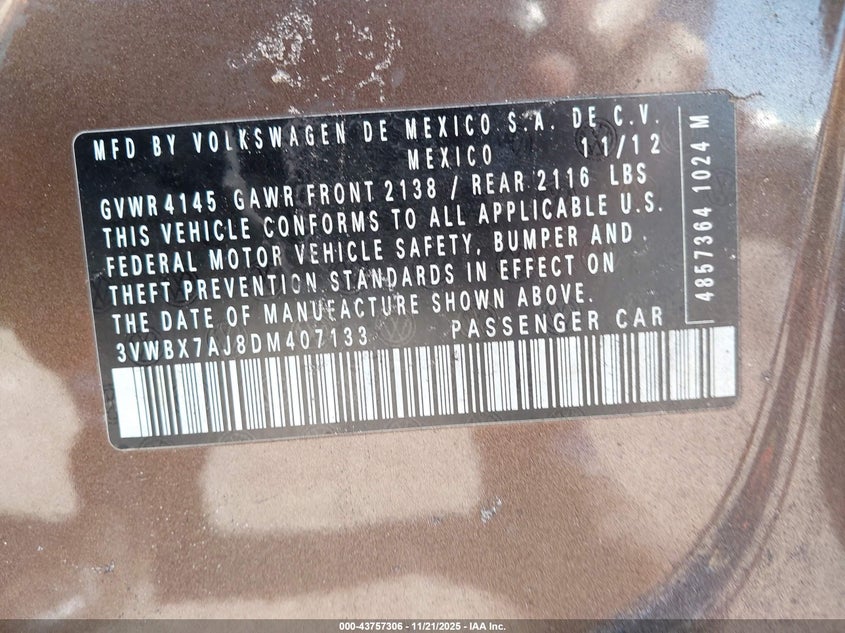 MFD BY VOLKSWAGEN DE MEXICO S.A. DE C.V.
MEXICO 11/12
GVWR 4145 GAWR FRONT 2138 / REAR 2116 LBS
THIS VEHICLE CONFORMS TO ALL APPLICABLE U.S.
FEDERAL MOTOR VEHICLE SAFETY, BUMPER AND
THEFT PREVENTION STANDARDS IN EFFECT ON
THE DATE OF MANUFACTURE SHOWN ABOVE.
3VWBX7AJ8DM407133 PASSENGER CAR
4857364 1024 M
000-43757306 | 11/21/2025 | IAA Inc.